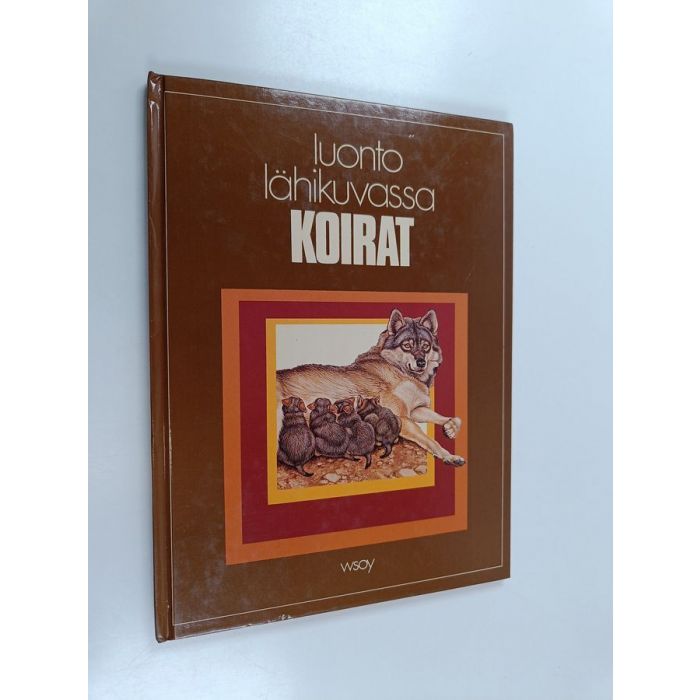 luonto
lähikuvassa
KOIRAT
wsoy